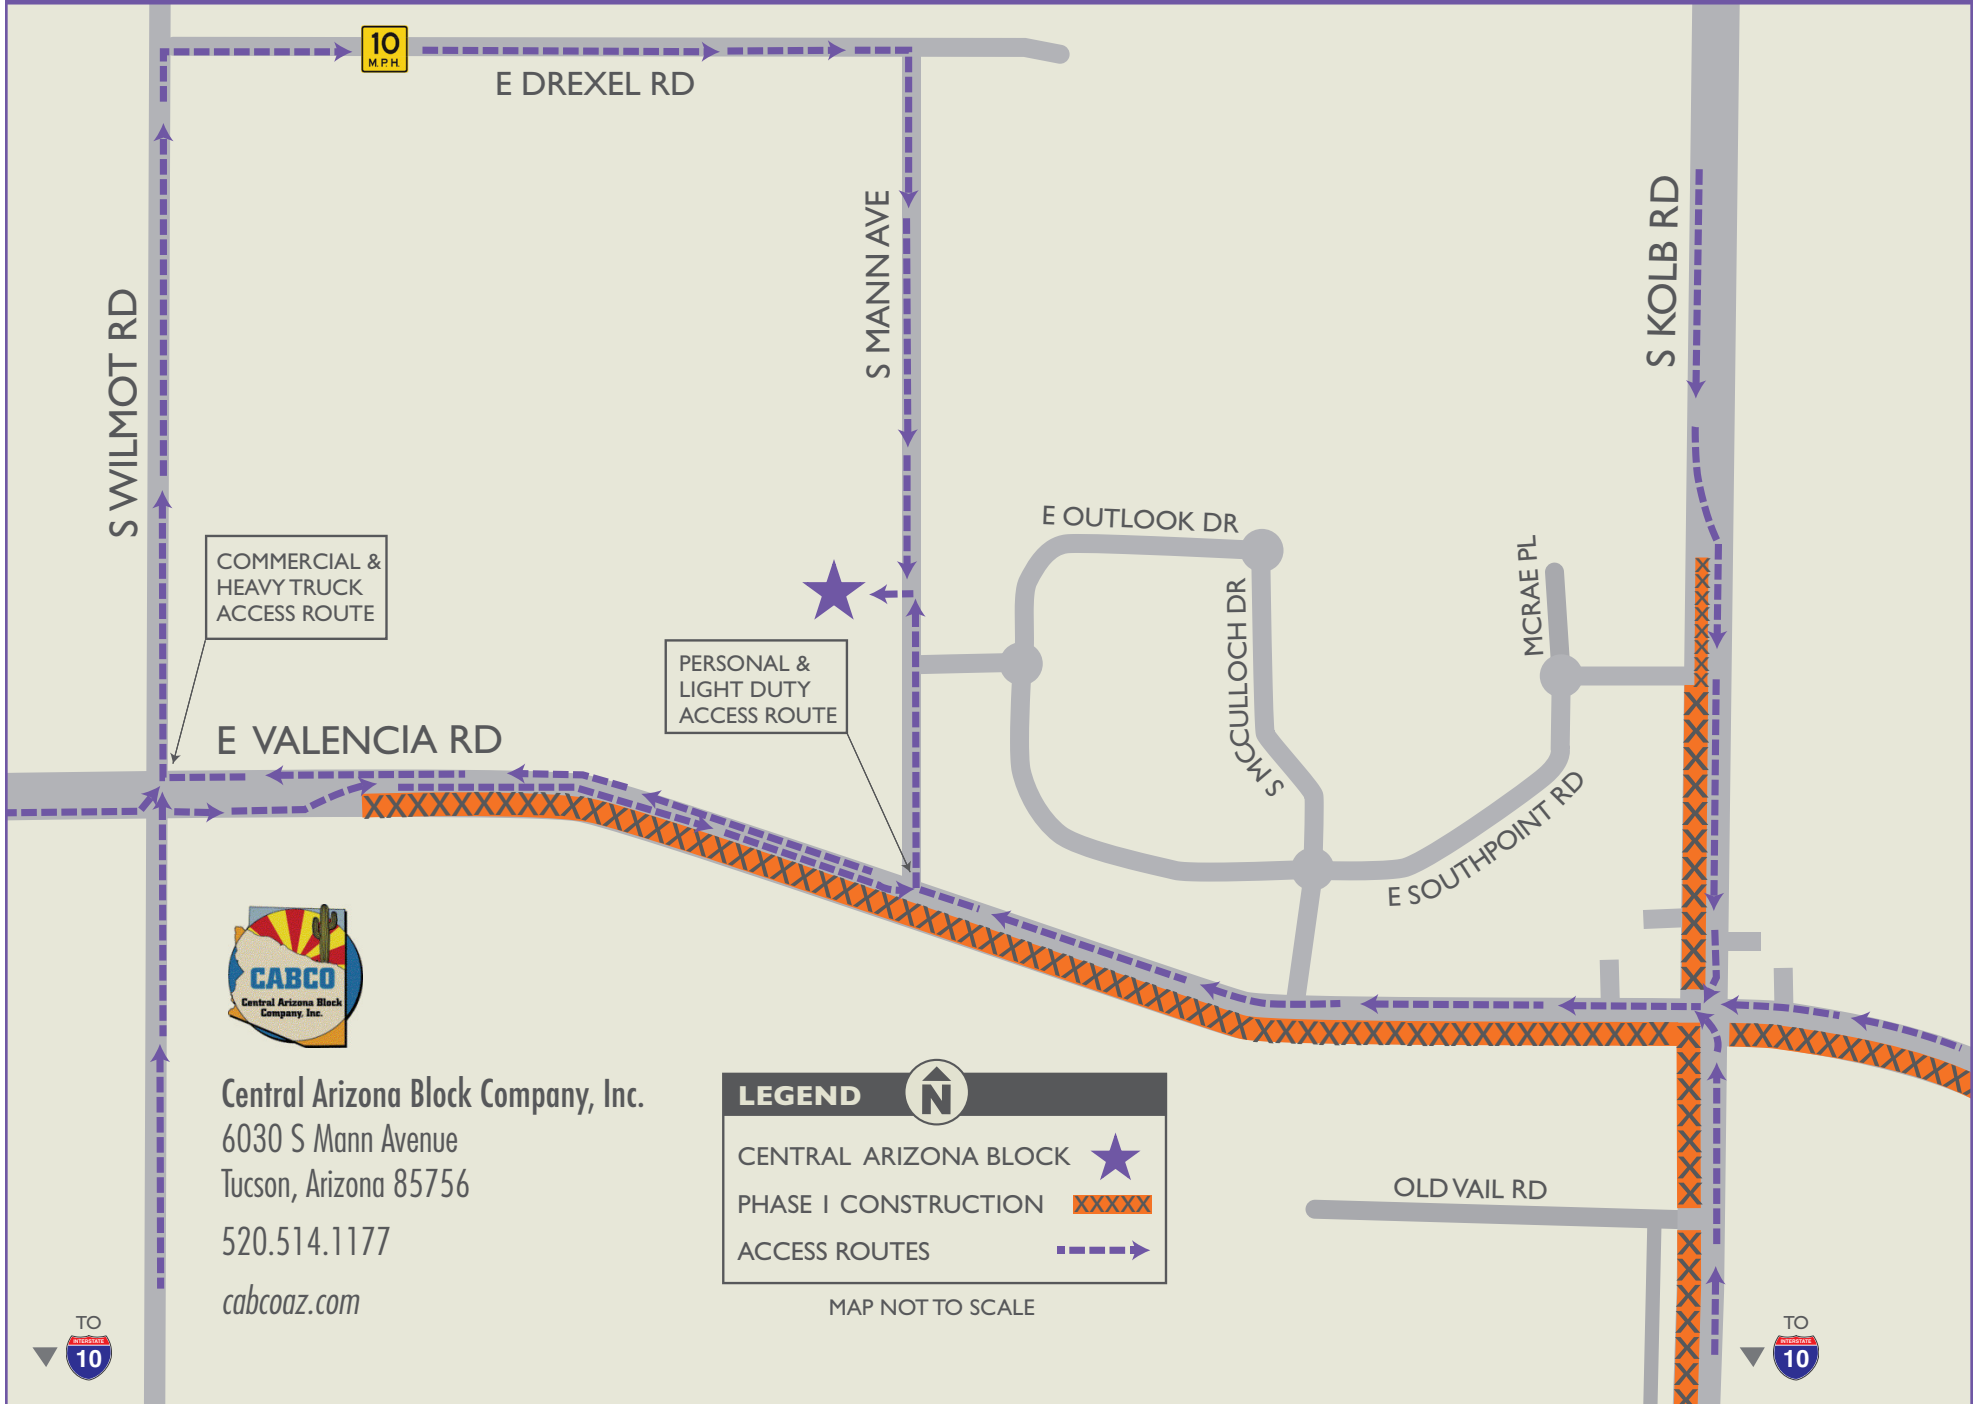 10
M.P.H.
E DREXEL RD
S WILMOT RD
S MANN AVE
S KOLB RD
COMMERCIAL &
HEAVY TRUCK
ACCESS ROUTE
E OUTLOOK DR
MCRAE PL
S MCCULLOCH DR
PERSONAL &
LIGHT DUTY
ACCESS ROUTE
E VALENCIA RD
E SOUTHPOINT RD
CABCO
Central Arizona Block
Company, Inc.
Central Arizona Block Company, Inc.
6030 S Mann Avenue
Tucson, Arizona 85756
520.514.1177
cabcoaz.com
LEGEND
N
CENTRAL ARIZONA BLOCK
PHASE 1 CONSTRUCTION
ACCESS ROUTES
MAP NOT TO SCALE
OLD VAIL RD
TO
INTERSTATE
10
TO
INTERSTATE
10